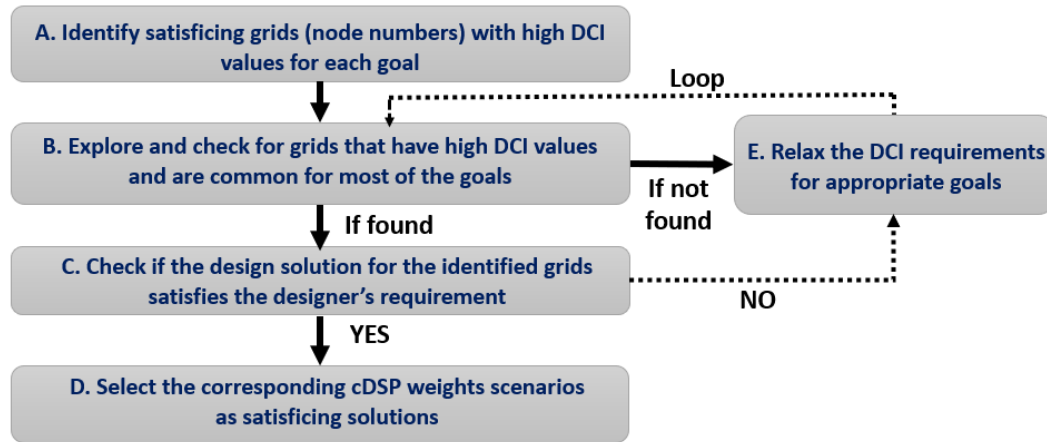 A. Identify satisficing grids (node numbers) with high DCI
values for each goal
Loop
B. Explore and check for grids that have high DCI values
and are common for most of the goals
E. Relax the DCI requirements
for appropriate goals
If not
found
If found
C. Check if the design solution for the identified grids
satisfies the designer’s requirement
NO
YES
D. Select the corresponding cDSP weights scenarios
as satisficing solutions